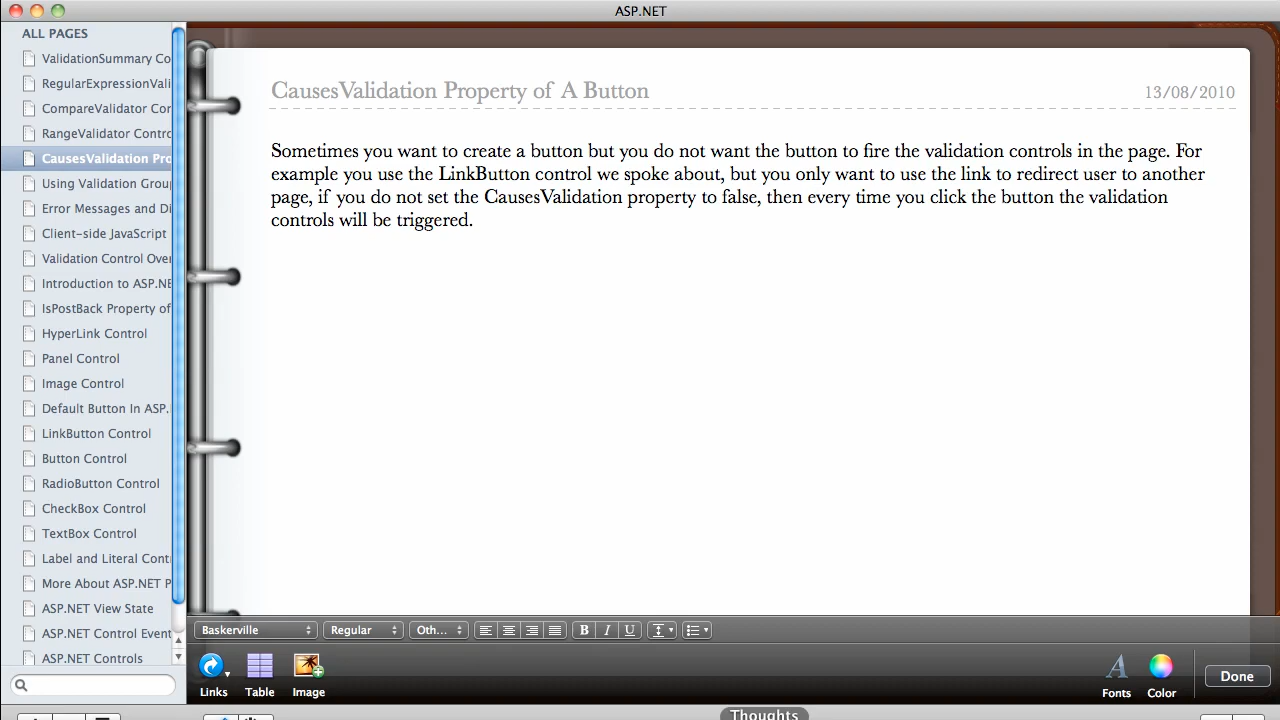 ASP.NET
ALL PAGES
ValidationSummary Co
RegularExpressionVali
CompareValidator Con
RangeValidator Contro
CausesValidation Pro
Using Validation Grou
Error Messages and Di
Client-side JavaScript
Validation Control Over
Introduction to ASP.NE
IsPostBack Property of
HyperLink Control
Panel Control
Image Control
Default Button In ASP.
LinkButton Control
Button Control
RadioButton Control
CheckBox Control
TextBox Control
Label and Literal Cont
More About ASP.NET P
ASP.NET View State
ASP.NET Control Event
ASP.NET Controls
CausesValidation Property of A Button
13/08/2010
Sometimes you want to create a button but you do not want the button to fire the validation controls in the page. For
example you use the LinkButton control we spoke about, but you only want to use the link to redirect user to another
page, if you do not set the CausesValidation property to false, then every time you click the button the validation
controls will be triggered.
Baskerville
Regular
Oth...
B I U
Links
Table
Image
Fonts
Color
Done
Thoughts